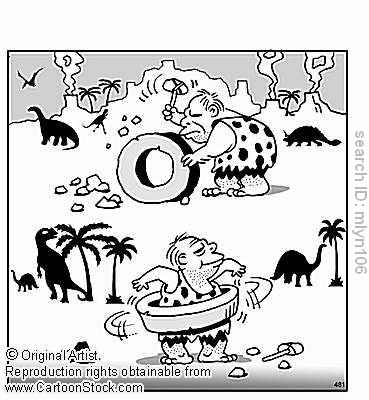 search ID: mlyn106
481
© Original Artist.
Reproduction rights obtainable from
www.CartoonStock.com